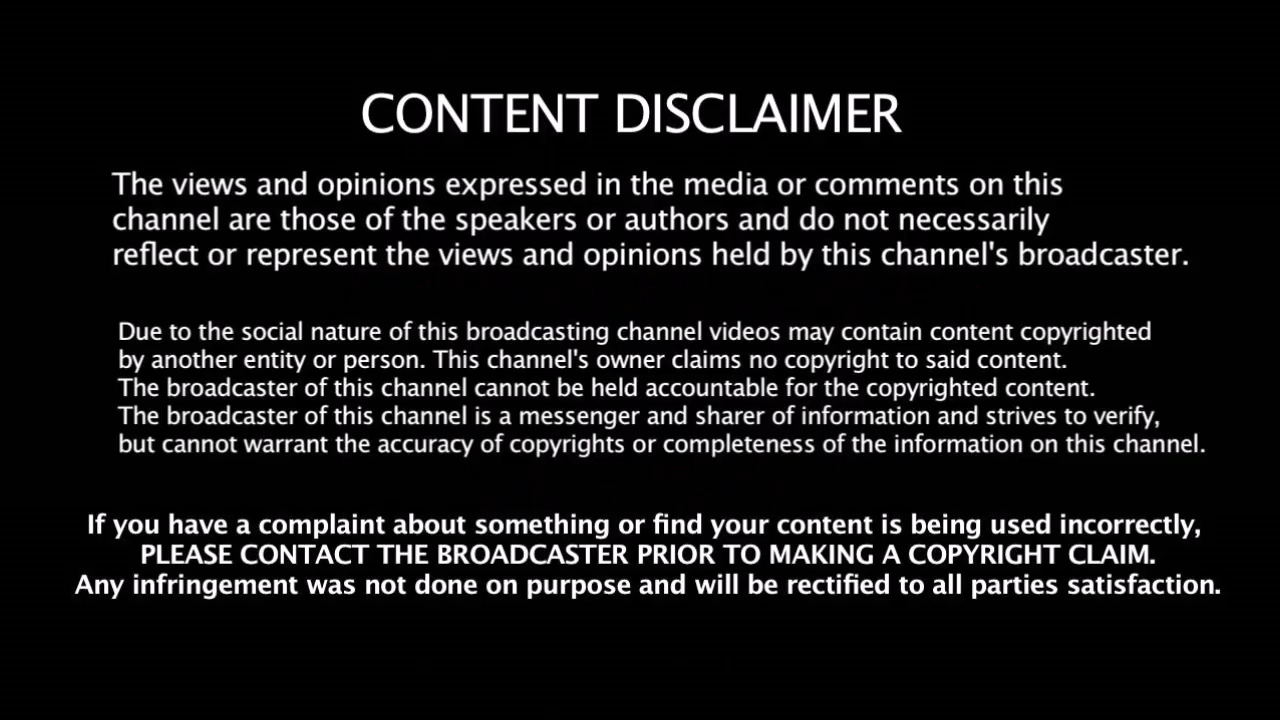 CONTENT DISCLAIMER
The views and opinions expressed in the media or comments on this
channel are those of the speakers or authors and do not necessarily
reflect or represent the views and opinions held by this channel's broadcaster.
Due to the social nature of this broadcasting channel videos may contain content copyrighted
by another entity or person. This channel's owner claims no copyright to said content.
The broadcaster of this channel cannot be held accountable for the copyrighted content.
The broadcaster of this channel is a messenger and sharer of information and strives to verify,
but cannot warrant the accuracy of copyrights or completeness of the information on this channel.
If you have a complaint about something or find your content is being used incorrectly,
PLEASE CONTACT THE BROADCASTER PRIOR TO MAKING A COPYRIGHT CLAIM.
Any infringement was not done on purpose and will be rectified to all parties satisfaction.